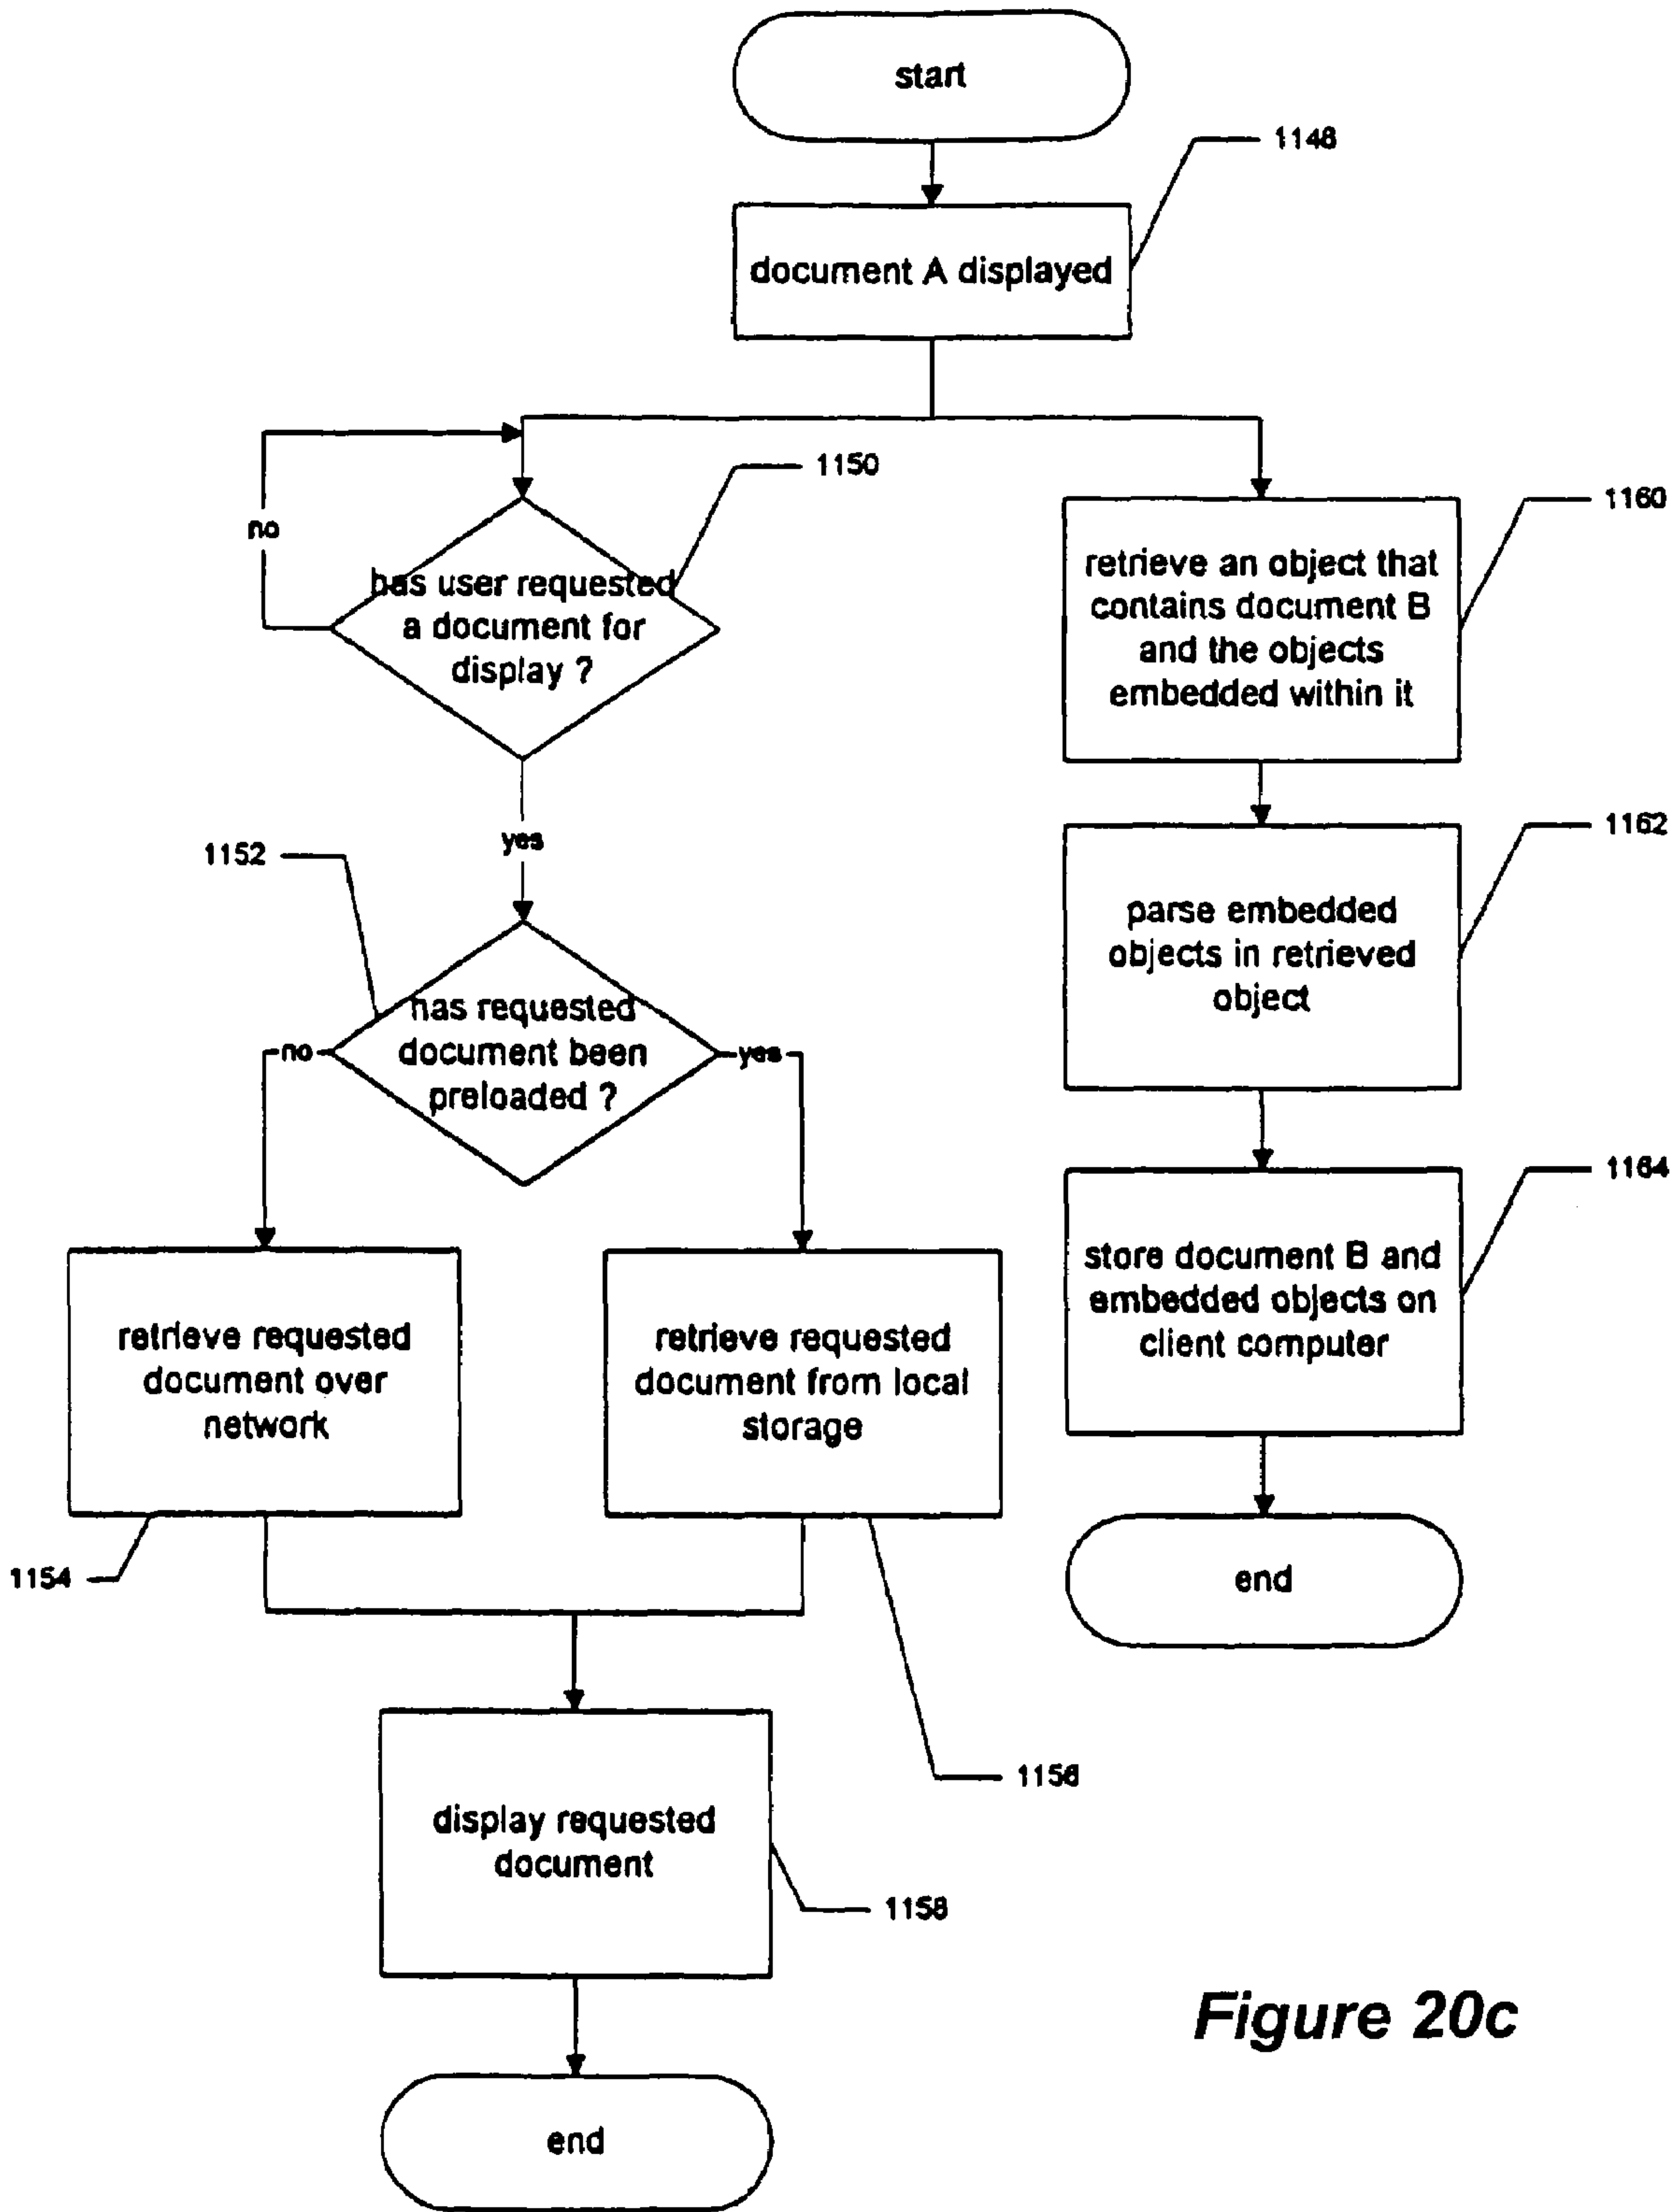 start
1148
document A displayed
1150
no
has user requested
a document for
display ?
1160
retrieve an object that
contains document B
and the objects
embedded within it
yes
1152
1162
parse embedded
objects in retrieved
object
no
has requested
document been
preloaded ?
yes
1164
store document B and
embedded objects on
client computer
retrieve requested
document over
network
retrieve requested
document from local
storage
1154
end
1156
display requested
document
1158
Figure 20c
end